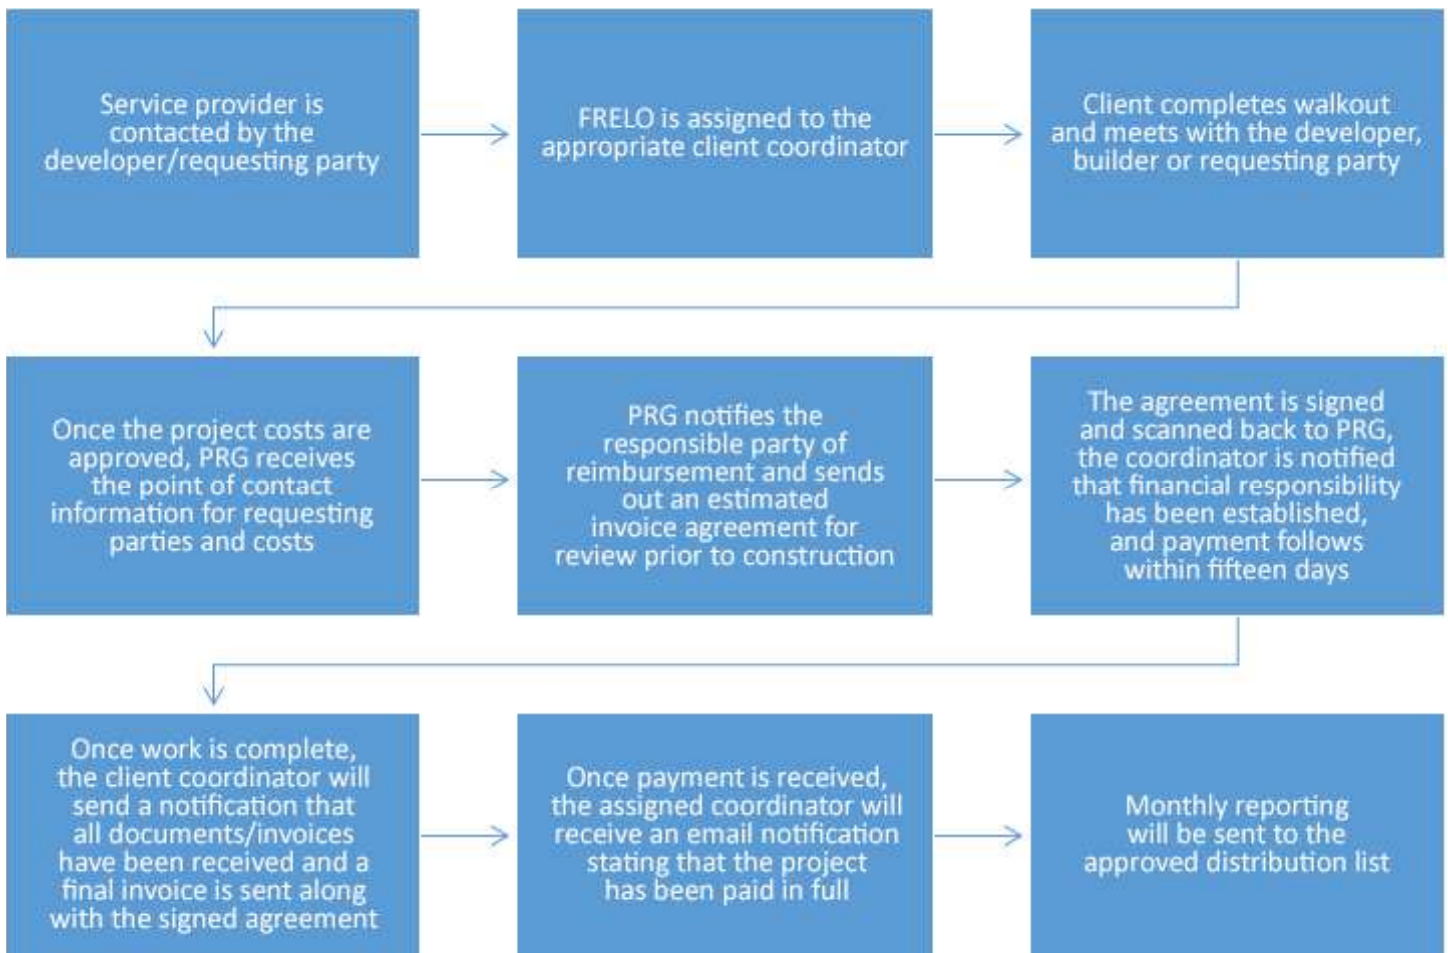 Service provider is
contacted by the
developer/requesting party
FRELO is assigned to the
appropriate client coordinator
Client completes walkout
and meets with the developer,
builder or requesting party
Once the project costs are
approved, PRG receives
the point of contact
information for requesting
parties and costs
PRG notifies the
responsible party of
reimbursement and sends
out an estimated
invoice agreement for
review prior to construction
The agreement is signed
and scanned back to PRG,
the coordinator is notified
that financial responsibility
has been established,
and payment follows
within fifteen days
Once work is complete,
the client coordinator will
send a notification that
all documents/invoices
have been received and a
final invoice is sent along
with the signed agreement
Once payment is received,
the assigned coordinator will
receive an email notification
stating that the project
has been paid in full
Monthly reporting
will be sent to the
approved distribution list